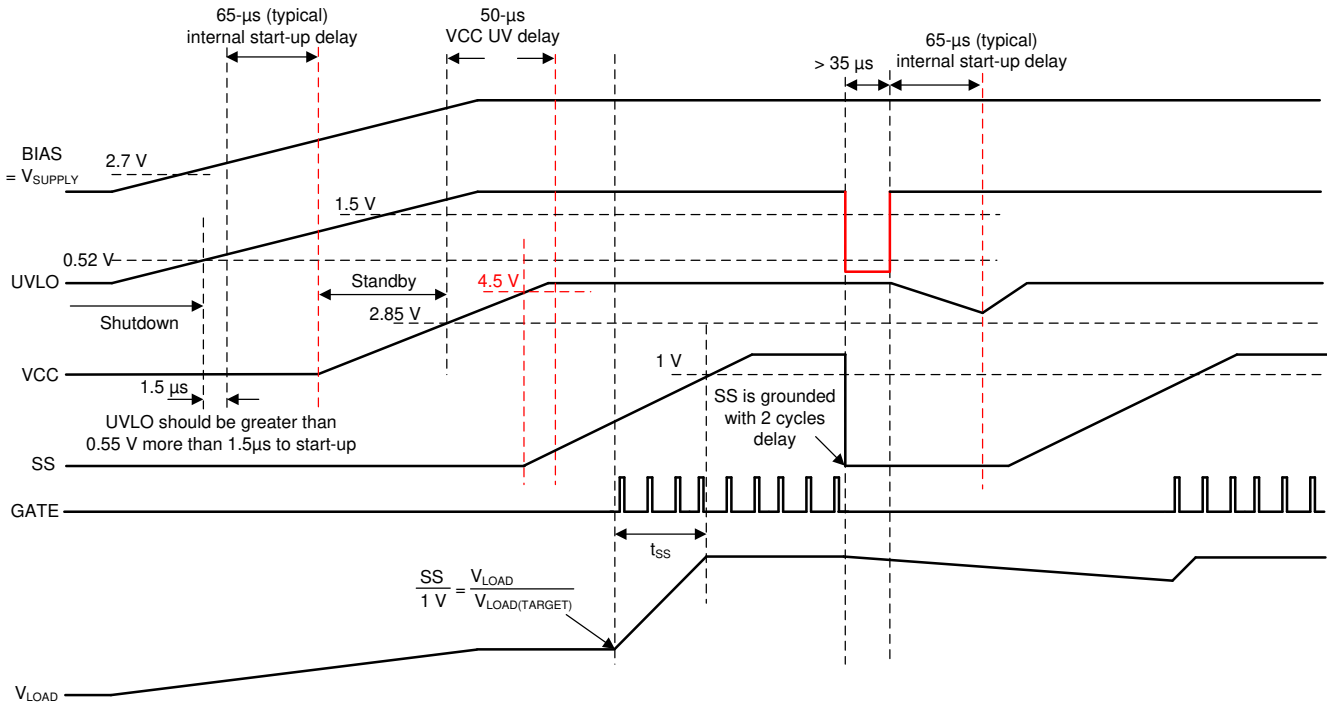 65-µs (typical)
internal start-up delay
50-µs
VCC UV delay
> 35 µs
65-µs (typical)
internal start-up delay
BIAS
= VSUPPLY
2.7 V
1.5 V
0.52 V
UVLO
Standby
4.5 V
Shutdown
2.85 V
VCC
1.5 µs
1 V
UVLO should be greater than
0.55 V more than 1.5µs to start-up
SS is grounded
with 2 cycles
delay
SS
GATE
tSS
SS / 1 V = VLOAD / VLOAD(TARGET)
VLOAD